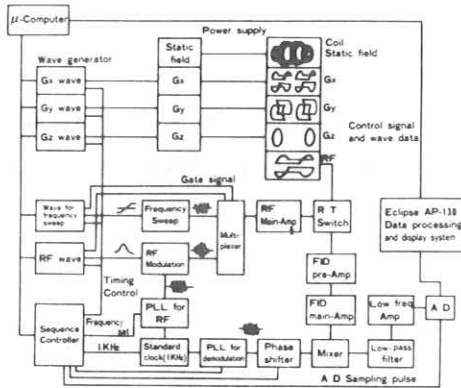 μ-Computer
Power supply
Wave generator
Static
field
Coil
Static field
Gx wave
Gx
Gx
Gy wave
Gy
Gy
Gz wave
Gz
Gz
RF
Control signal
and wave data
Gate signal
Wave for
frequency
sweep
Frequency
Sweep
Multi-
plexer
RF
Main-Amp
R T
Switch
Eclipse AP-130
Data processing
and display system
RF wave
RF
Modulation
FID
pre-Amp
Timing
Control
PLL for
RF
FID
main-Amp
Low freq
Amp
A D
Sequence
Controller
Frequency
set
1KHz
Standard
clock(1KHz)
PLL for
demodulation
Phase
shifter
Mixer
Low-pass
filter
A D Sampling pulse